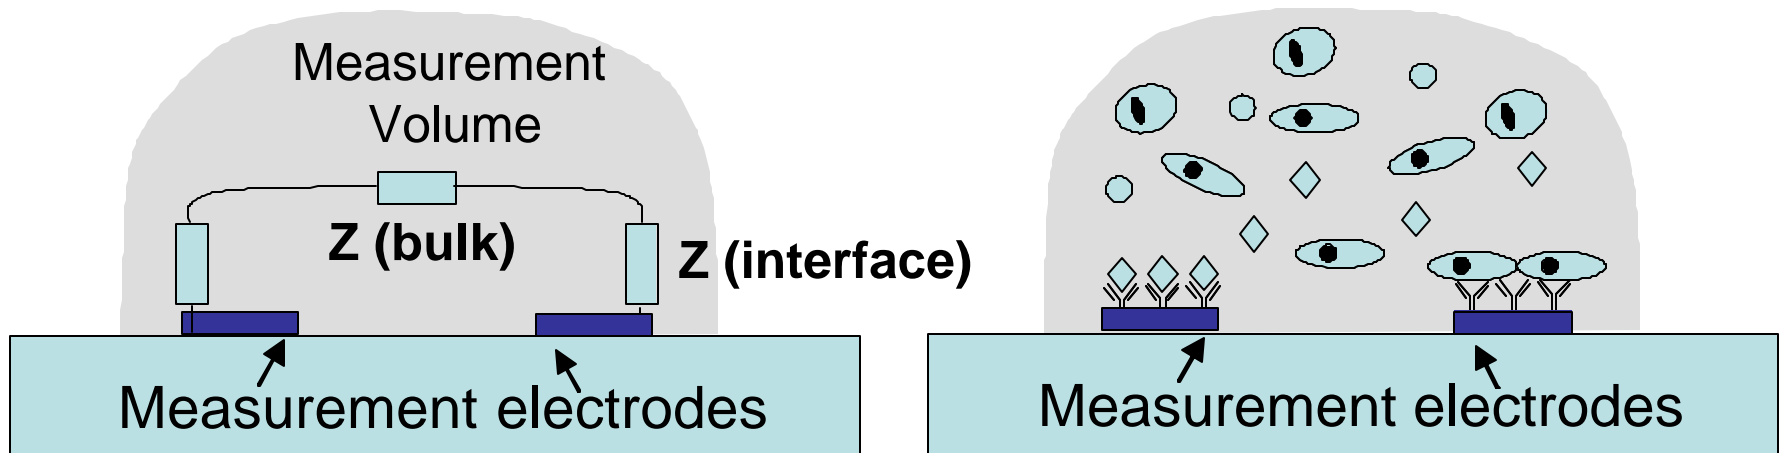 Measurement
Volume
Z (bulk)
Z (interface)
Measurement electrodes
Measurement electrodes